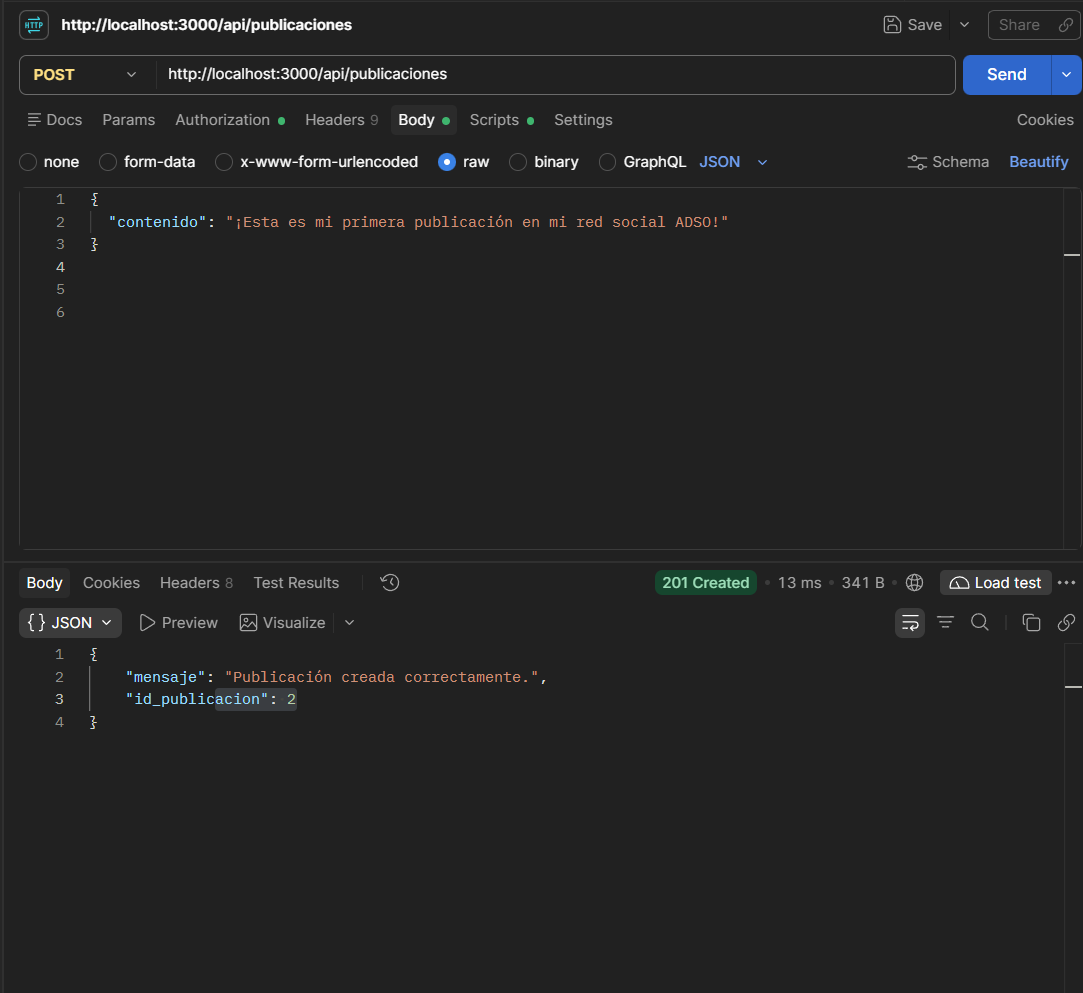 HTTP http://localhost:3000/api/publicaciones Save Share
POST http://localhost:3000/api/publicaciones Send
Docs Params Authorization Headers 9 Body Scripts Settings Cookies
none form-data x-www-form-urlencoded raw binary GraphQL JSON Schema Beautify
1 {
2 "contenido": "¡Esta es mi primera publicación en mi red social ADSO!"
3 }
4
5
6
Body Cookies Headers 8 Test Results 201 Created • 13 ms • 341 B • Load test
{} JSON Preview Visualize
1 {
2 "mensaje": "Publicación creada correctamente.",
3 "id_publicacion": 2
4 }